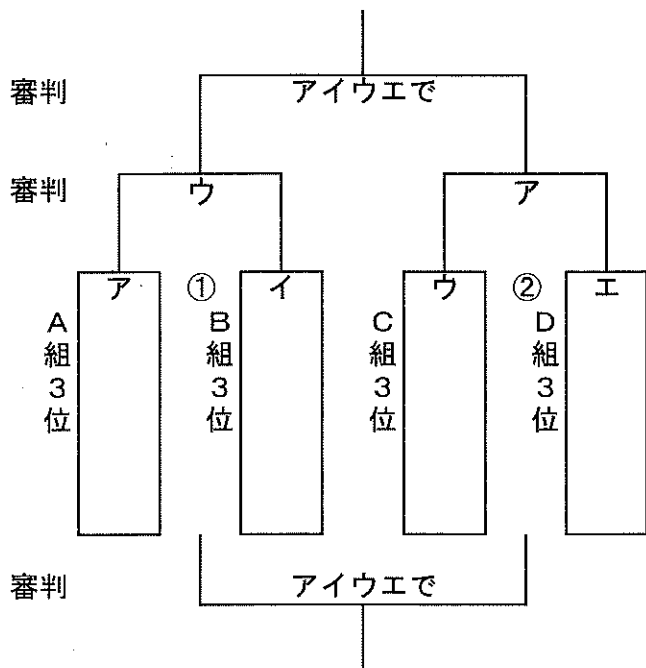 審判 アイウエで
審判 ウ ア
ア ① イ ウ ② エ
A組3位 B組3位 C組3位 D組3位
審判 アイウエで